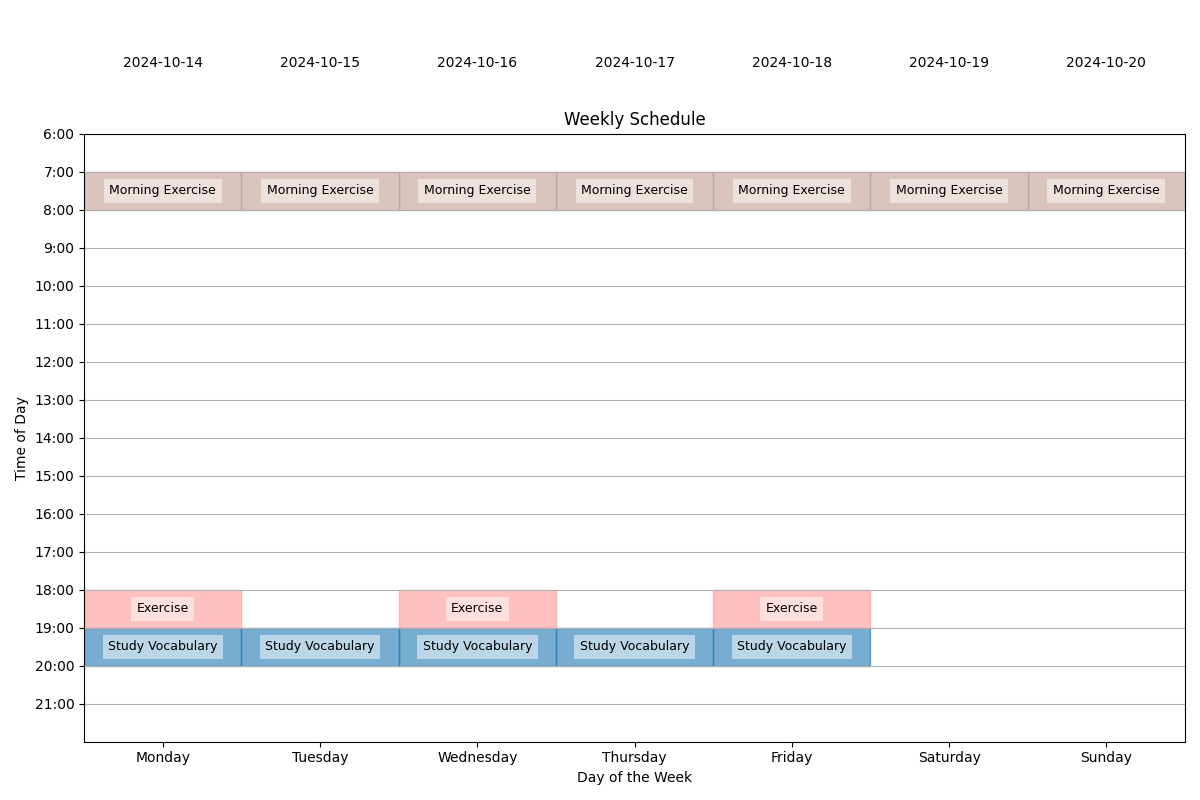 2024-10-14 2024-10-15 2024-10-16 2024-10-17 2024-10-18 2024-10-19 2024-10-20
Weekly Schedule
6:00
7:00
Morning Exercise Morning Exercise Morning Exercise Morning Exercise Morning Exercise Morning Exercise Morning Exercise
8:00
9:00
10:00
11:00
12:00
13:00
Time of Day
14:00
15:00
16:00
17:00
18:00
Exercise Exercise Exercise
19:00
Study Vocabulary Study Vocabulary Study Vocabulary Study Vocabulary Study Vocabulary
20:00
21:00
Monday Tuesday Wednesday Thursday Friday Saturday Sunday
Day of the Week